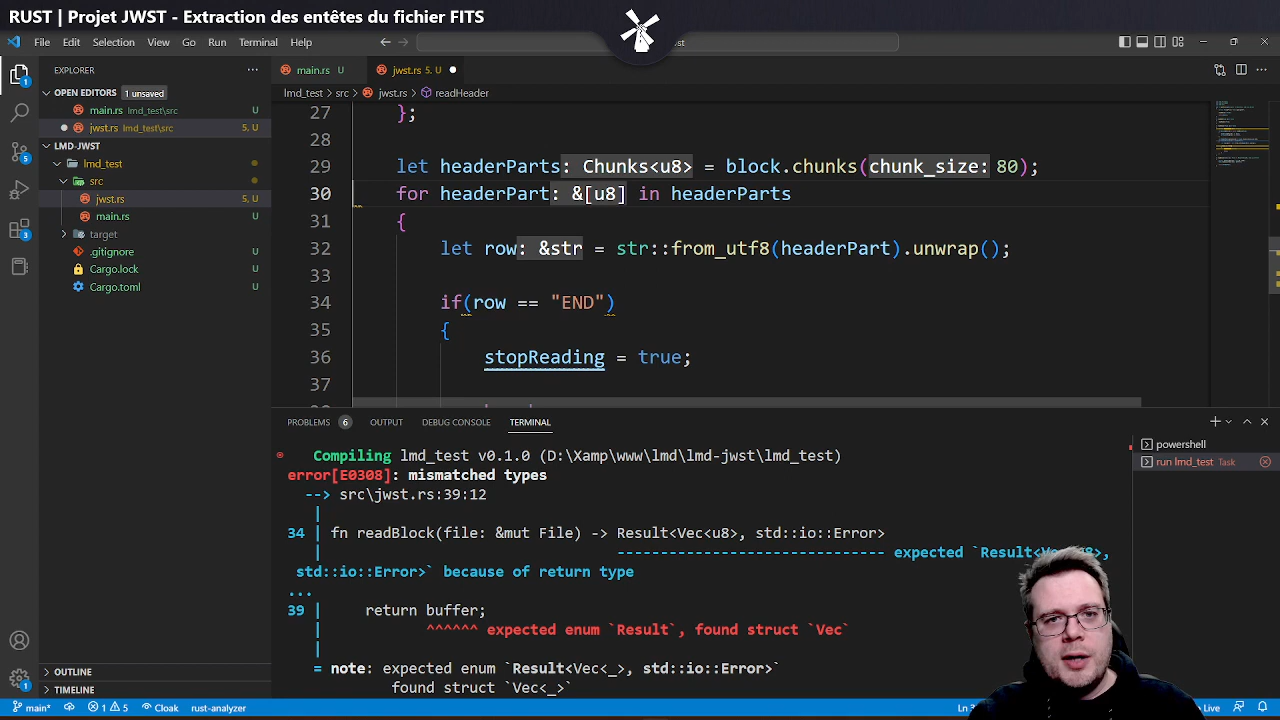 RUST | Projet JWST - Extraction des entêtes du fichier FITS
File Edit Selection View Go Run Terminal Help
EXPLORER
OPEN EDITORS 1 unsaved
main.rs lmd_test\src U
jwst.rs lmd_test\src 5, U
LMD-JWST
lmd_test
src
jwst.rs 5, U
main.rs U
target
.gitignore U
Cargo.lock U
Cargo.toml U
OUTLINE
TIMELINE
main.rs U jwst.rs 5, U
lmd_test > src > jwst.rs > readHeader
27 };
28
29 let headerParts: Chunks<u8> = block.chunks(chunk_size: 80);
30 for headerPart: &[u8] in headerParts
31 {
32 let row: &str = str::from_utf8(headerPart).unwrap();
33
34 if(row == "END")
35 {
36 stopReading = true;
37
PROBLEMS 6 OUTPUT DEBUG CONSOLE TERMINAL
Compiling lmd_test v0.1.0 (D:\Xamp\www\lmd\lmd-jwst\lmd_test)
error[E0308]: mismatched types
--> src\jwst.rs:39:12
|
34 | fn readBlock(file: &mut File) -> Result<Vec<u8>, std::io::Error>
| ------------------------------- expected `Result<Vec<u8>,
std::io::Error>` because of return type
...
39 | return buffer;
| ^^^^^^ expected enum `Result`, found struct `Vec`
|
= note: expected enum `Result<Vec<_>, std::io::Error>`
found struct `Vec<_>`
powershell
run lmd_test Task
main* 1 5 Cloak rust-analyzer
Live